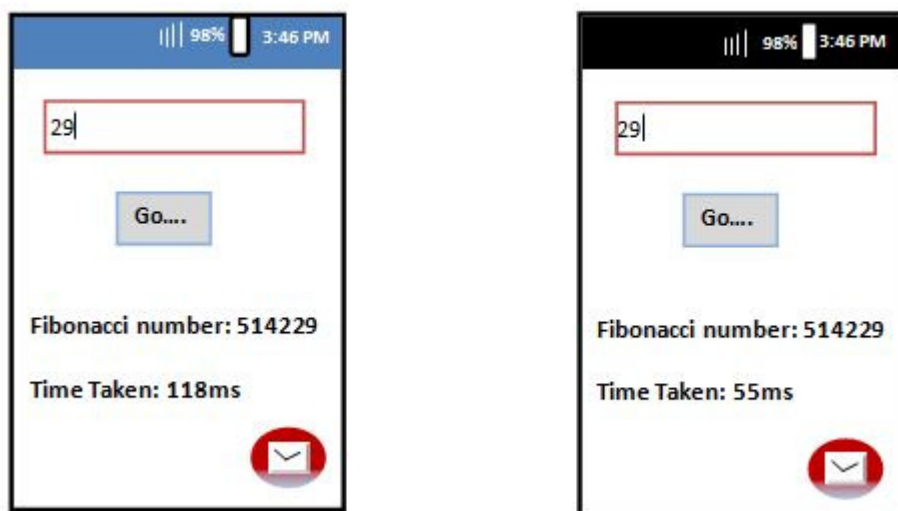 98% 3:46 PM
29
Go....
Fibonacci number: 514229
Time Taken: 118ms
98% 3:46 PM
29
Go....
Fibonacci number: 514229
Time Taken: 55ms